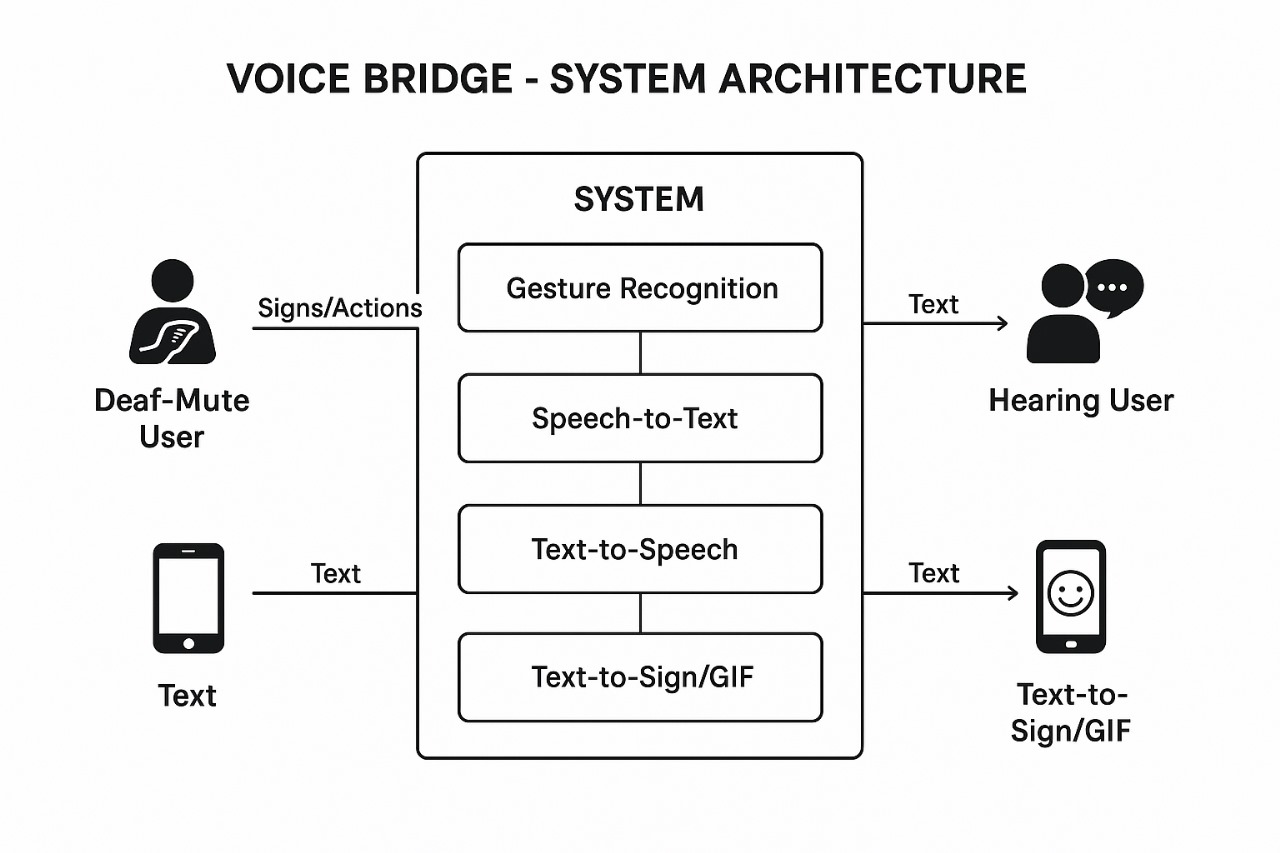 VOICE BRIDGE - SYSTEM ARCHITECTURE
SYSTEM
Gesture Recognition
Speech-to-Text
Text-to-Speech
Text-to-Sign/GIF
Signs/Actions
Deaf-Mute
User
Text
Text
Text
Hearing User
Text
Text-to-
Sign/GIF